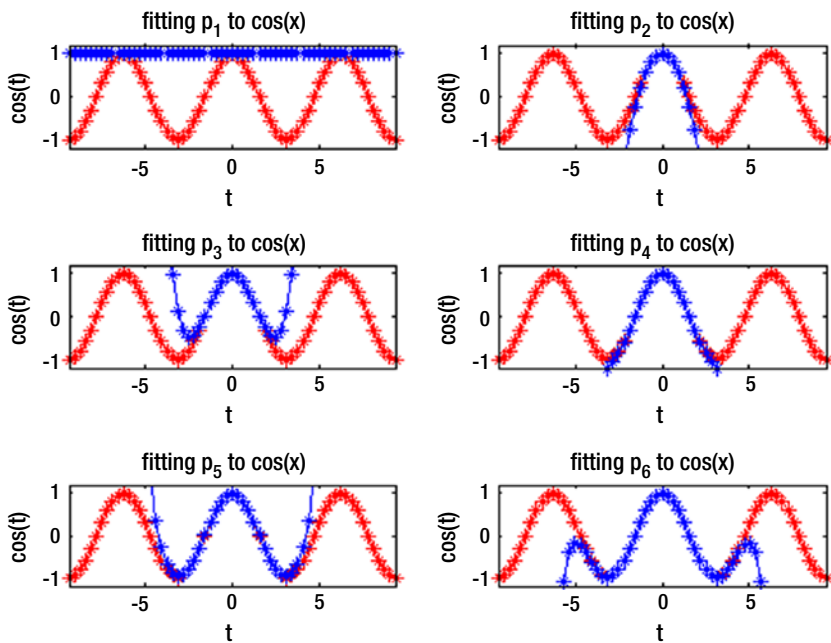 fitting p1 to cos(x)
1
0
-1
cos(t)
-5 0 5
t
fitting p2 to cos(x)
1
0
-1
cos(t)
-5 0 5
t
fitting p3 to cos(x)
1
0
-1
cos(t)
-5 0 5
t
fitting p4 to cos(x)
1
0
-1
cos(t)
-5 0 5
t
fitting p5 to cos(x)
1
0
-1
cos(t)
-5 0 5
t
fitting p6 to cos(x)
1
0
-1
cos(t)
-5 0 5
t